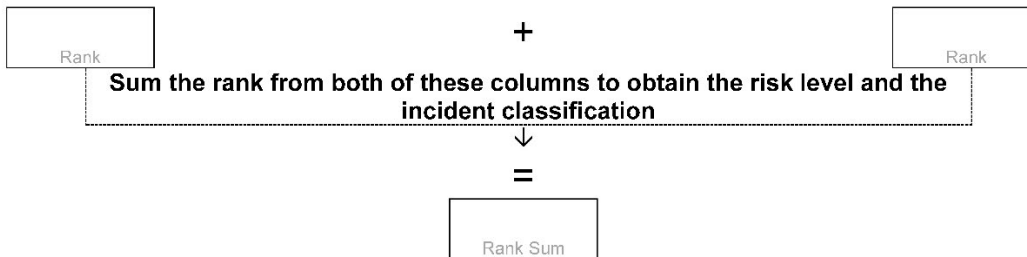 +
Rank
Rank
Sum the rank from both of these columns to obtain the risk level and the
incident classification
↓
=
Rank Sum